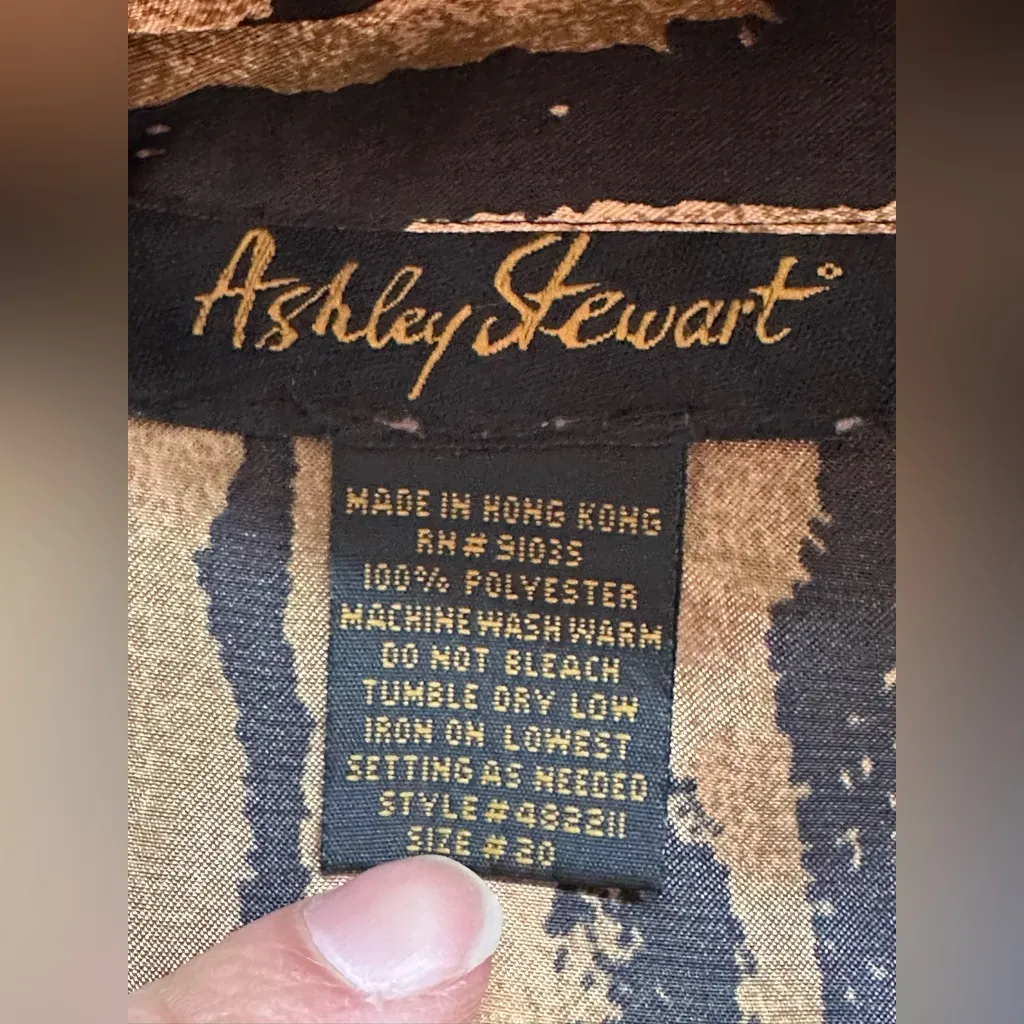 Ashley Stewart®
MADE IN HONG KONG
RN # 91035
100% POLYESTER
MACHINE WASH WARM
DO NOT BLEACH
TUMBLE DRY LOW
IRON ON LOWEST
SETTING AS NEEDED
STYLE #
SIZE # 20